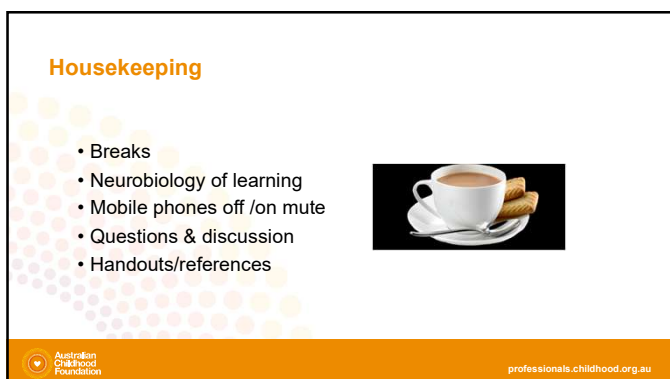 Housekeeping
• Breaks
• Neurobiology of learning
• Mobile phones off /on mute
• Questions & discussion
• Handouts/references
Australian
Childhood
Foundation
professionals.childhood.org.au